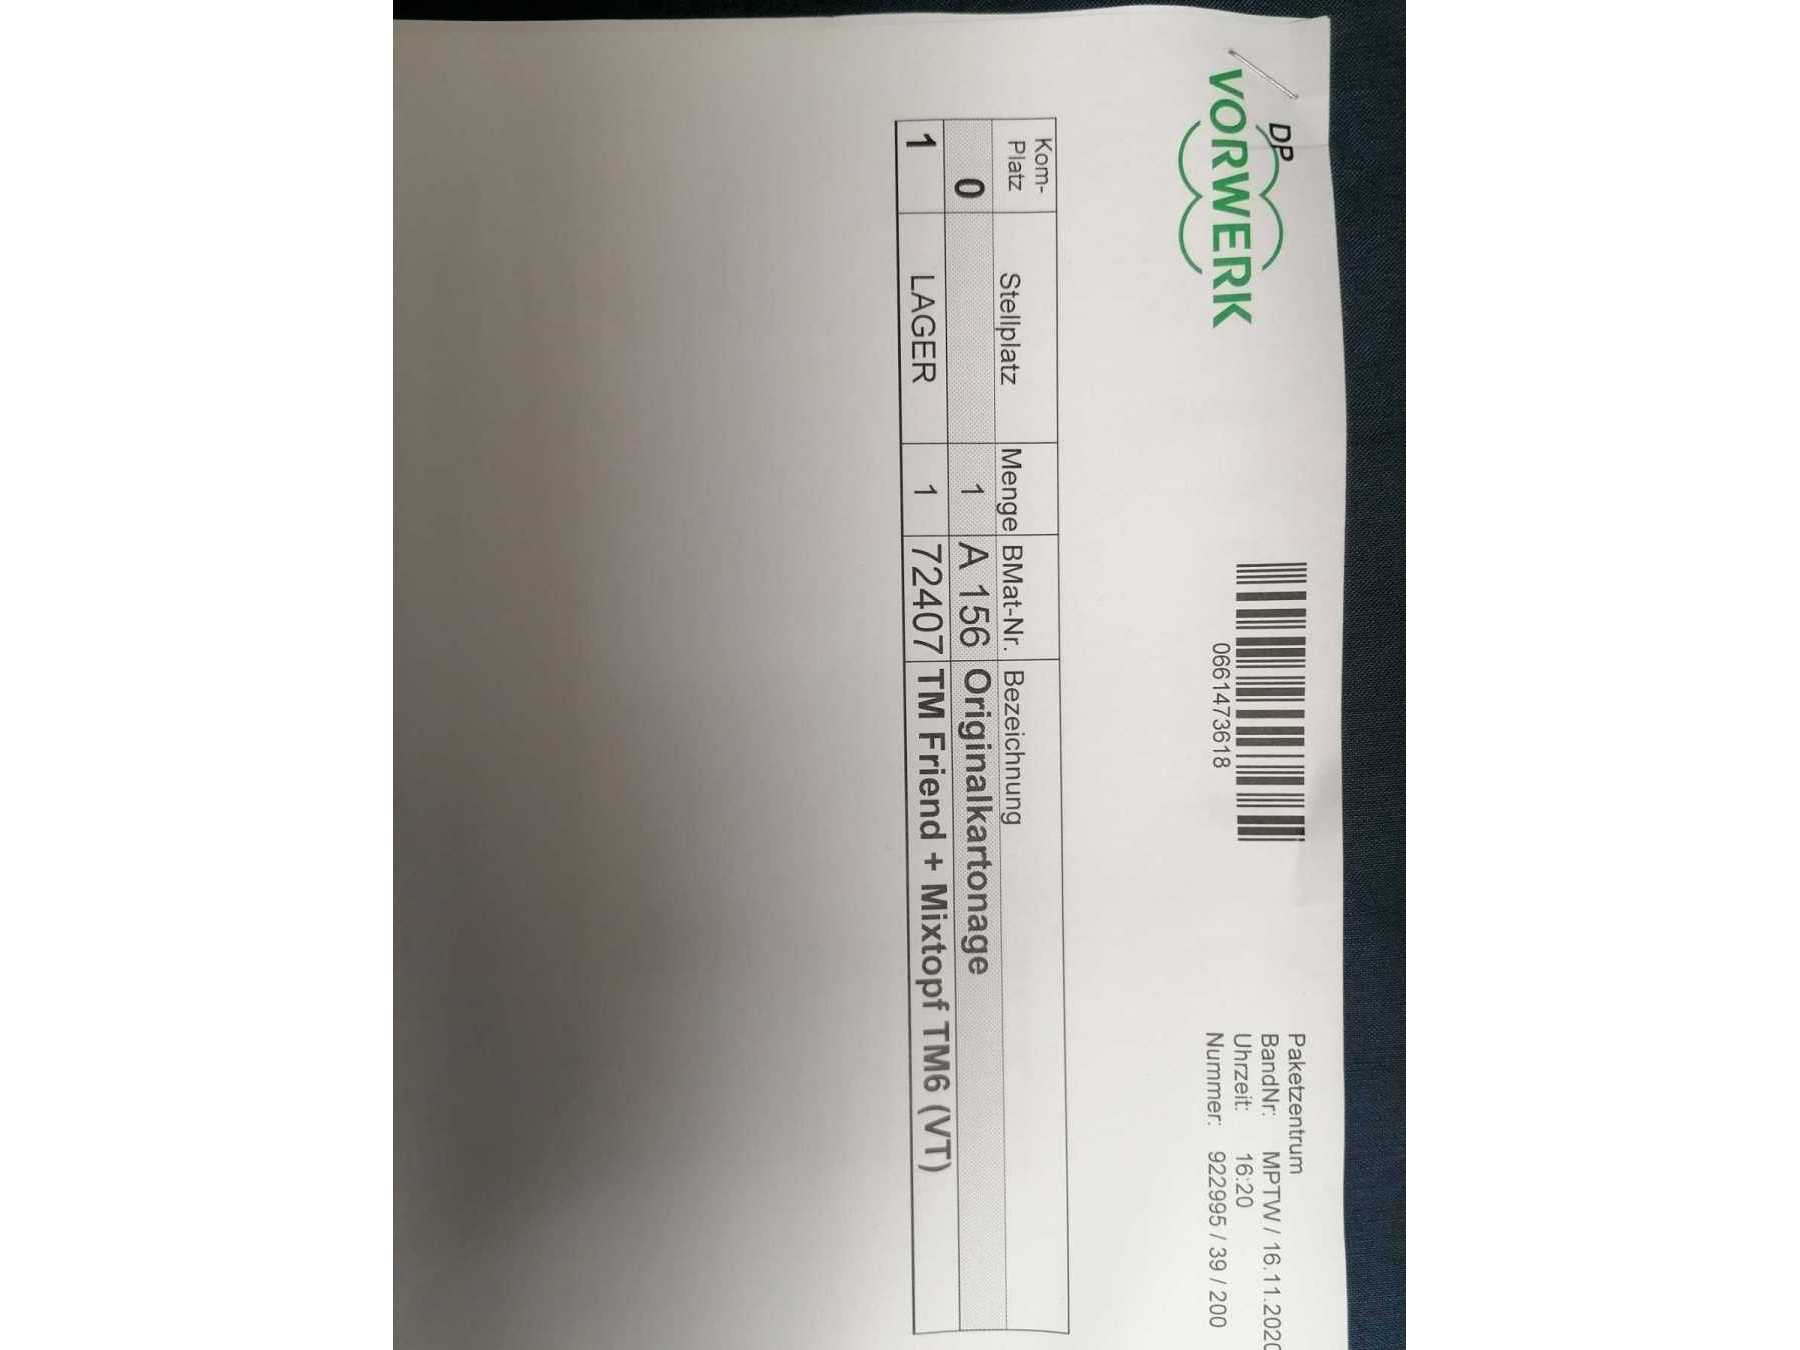 DP
VORWERK
0661473618
Paketzentrum
BandNr: MPTW / 16.11.2020
Uhrzeit: 16:20
Nummer: 922995 / 39 / 200
Kom-
Platz Stellplatz Menge BMat-Nr. Bezeichnung
0 1 A 156 Originalkartonage
1 LAGER 1 72407 TM Friend + Mixtopf TM6 (VT)